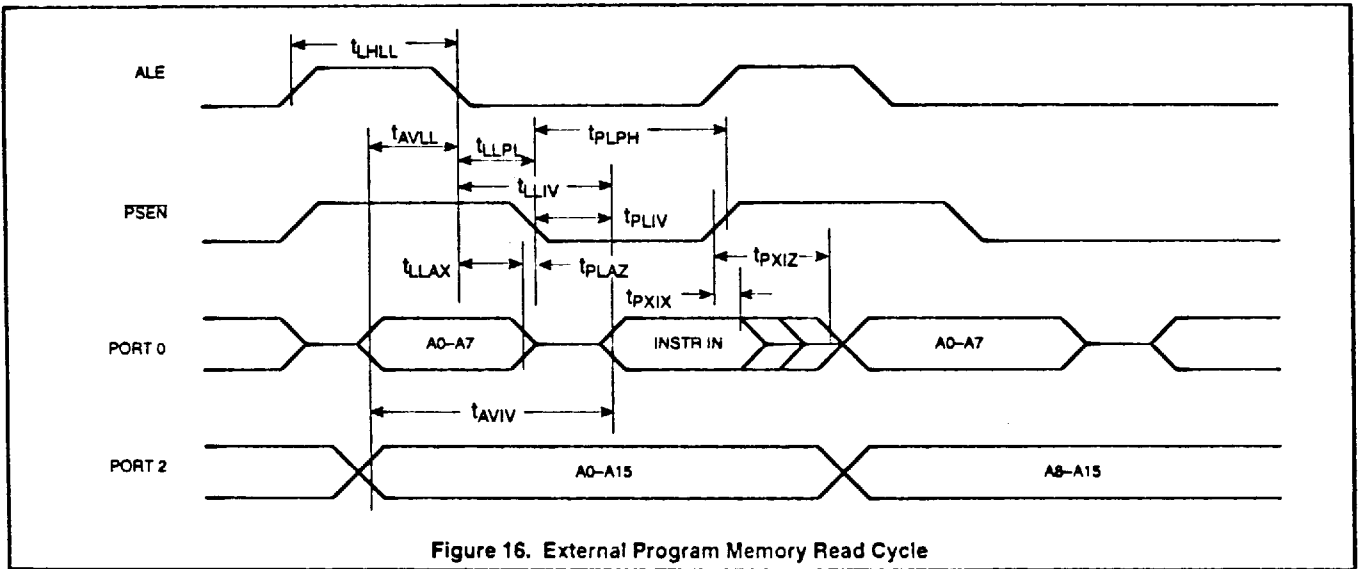 tLHLL
ALE
tAVLL
tLLPL
tPLPH
tLLIV
PSEN
tPLIV
tLLAX
tPLAZ
tPXIZ
tPXIX
PORT 0
A0–A7
INSTR IN
A0–A7
tAVIV
PORT 2
A0–A15
A8–A15
Figure 16. External Program Memory Read Cycle